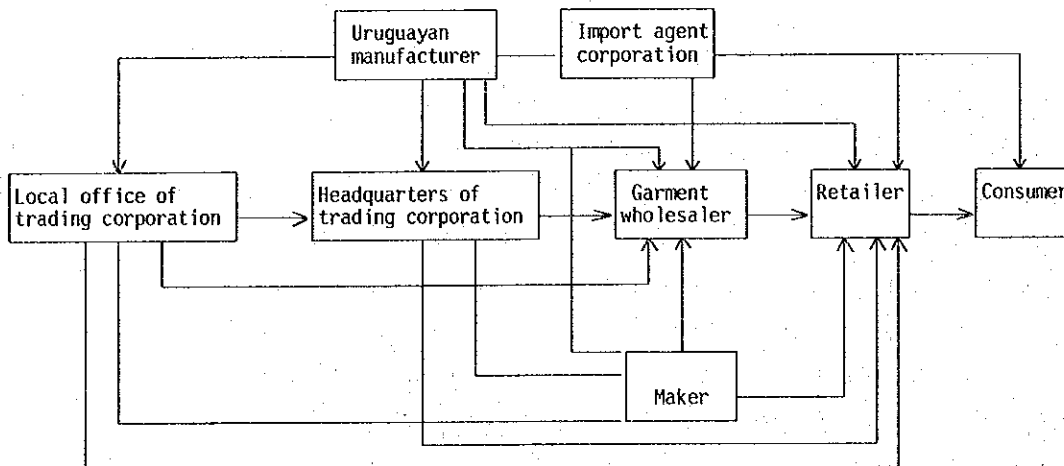 Uruguayan
manufacturer
Import agent
corporation
Local office of
trading corporation
Headquarters of
trading corporation
Garment
wholesaler
Retailer
Consumer
Maker